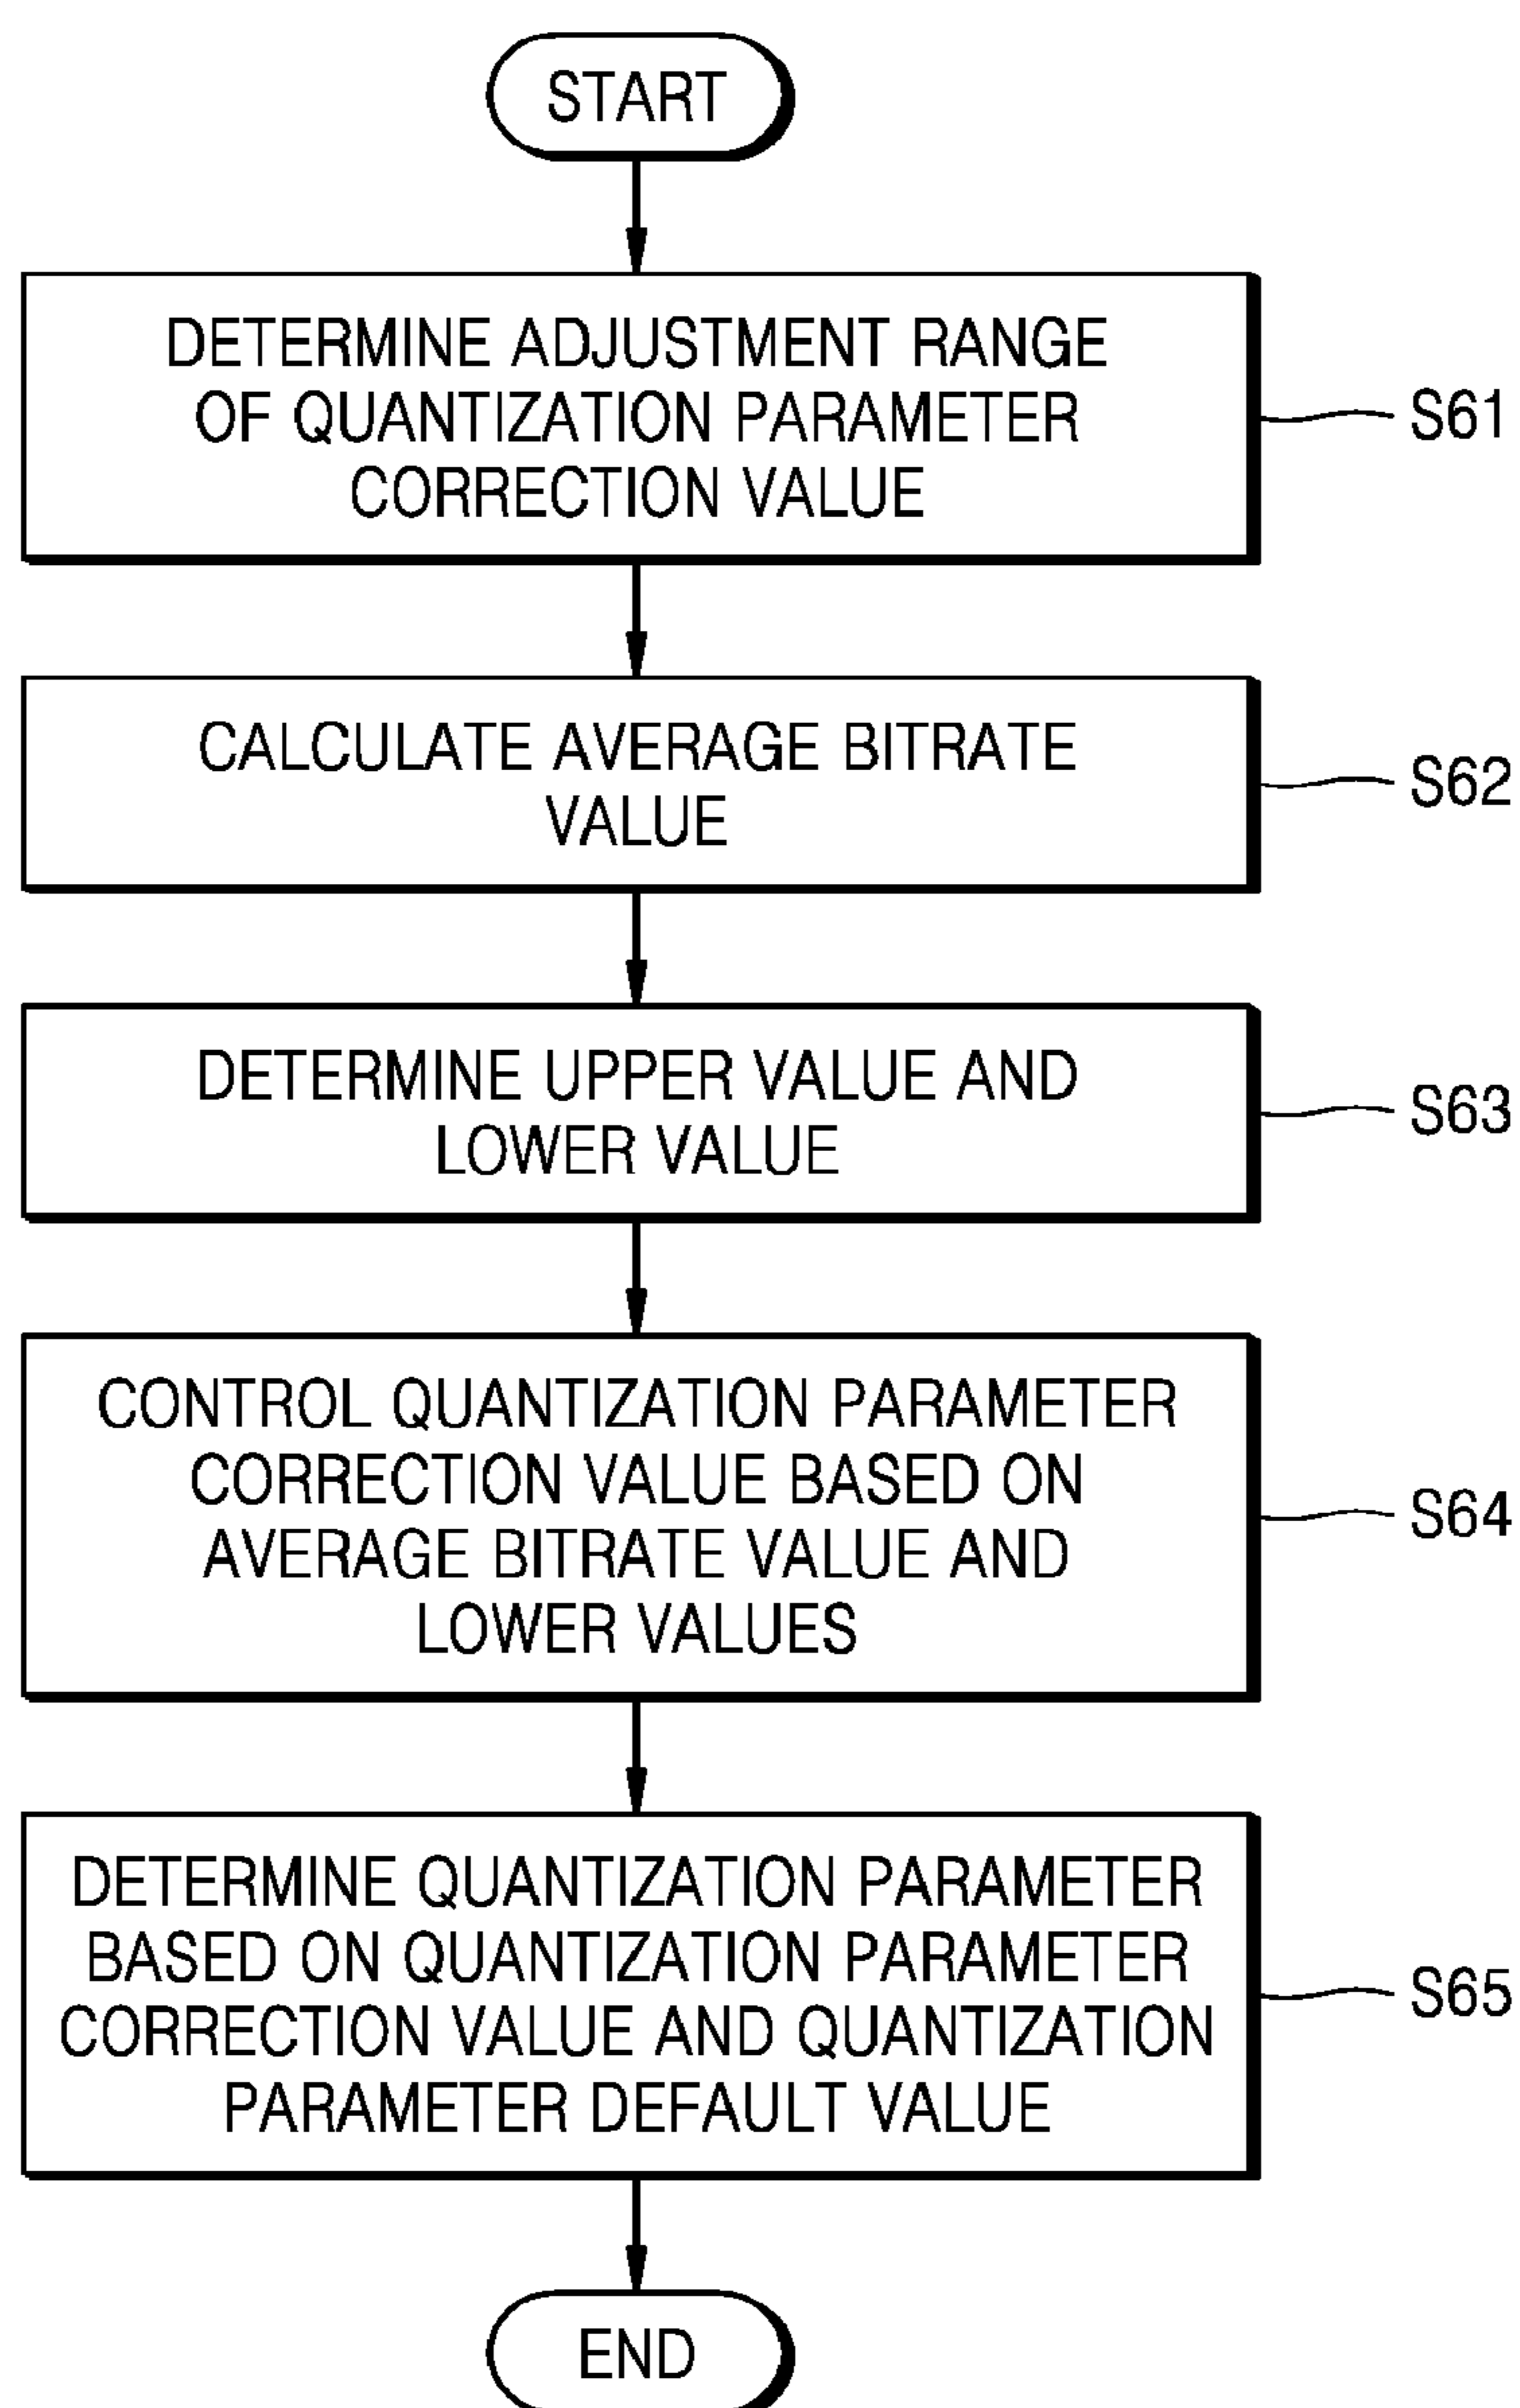 START
DETERMINE ADJUSTMENT RANGE
OF QUANTIZATION PARAMETER
CORRECTION VALUE
S61
CALCULATE AVERAGE BITRATE
VALUE
S62
DETERMINE UPPER VALUE AND
LOWER VALUE
S63
CONTROL QUANTIZATION PARAMETER
CORRECTION VALUE BASED ON
AVERAGE BITRATE VALUE AND
LOWER VALUES
S64
DETERMINE QUANTIZATION PARAMETER
BASED ON QUANTIZATION PARAMETER
CORRECTION VALUE AND QUANTIZATION
PARAMETER DEFAULT VALUE
S65
END